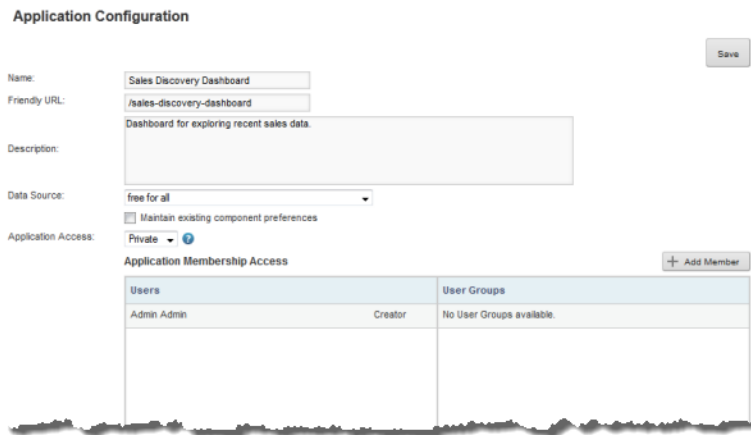 Application Configuration
Save
Name: Sales Discovery Dashboard
Friendly URL: /sales-discovery-dashboard
Description: Dashboard for exploring recent sales data.
Data Source: free for all
Maintain existing component preferences
Application Access: Private ?
Application Membership Access + Add Member
Users User Groups
Admin Admin Creator No User Groups available.